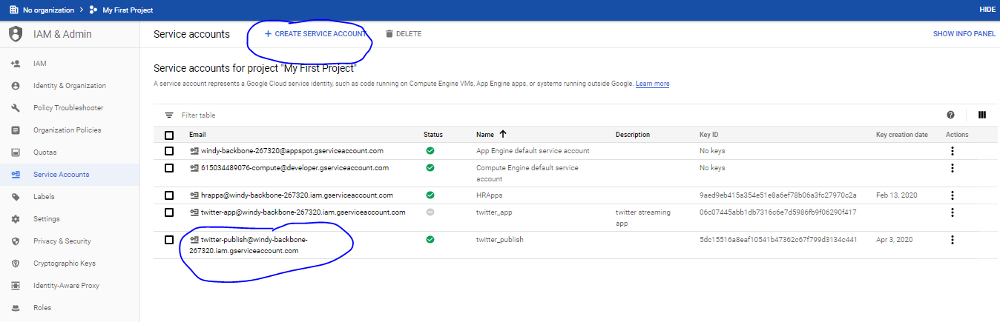 No organization > My First Project HIDE
IAM & Admin Service accounts + CREATE SERVICE ACCOUNT DELETE SHOW INFO PANEL
IAM
Identity & Organization
Policy Troubleshooter
Organization Policies
Quotas
Service Accounts
Labels
Settings
Privacy & Security
Cryptographic Keys
Identity-Aware Proxy
Roles
Service accounts for project "My First Project"
A service account represents a Google Cloud service identity, such as code running on Compute Engine VMs, App Engine apps, or systems running outside Google. Learn more
Filter table
Email Status Name Description Key ID Key creation date Actions
windy-backbone-267320@appspot.gserviceaccount.com App Engine default service account No keys
615034489076-compute@developer.gserviceaccount.com Compute Engine default service No keys
account
hrapps@windy-backbone-267320.iam.gserviceaccount.com HRApps 9aed9eb415a354e51e8a6ef78b06a3fc27970c2a Feb 13, 2020
twitter-app@windy-backbone-267320.iam.gserviceaccount.com twitter_app twitter streaming 06c07445abb1db7316c6e7d5986fb9f06290f417
app
twitter-publish@windy-backbone- twitter_publish 5dc15516a8eaf10541b47362c67f799d3134c441 Apr 3, 2020
267320.iam.gserviceaccount.com